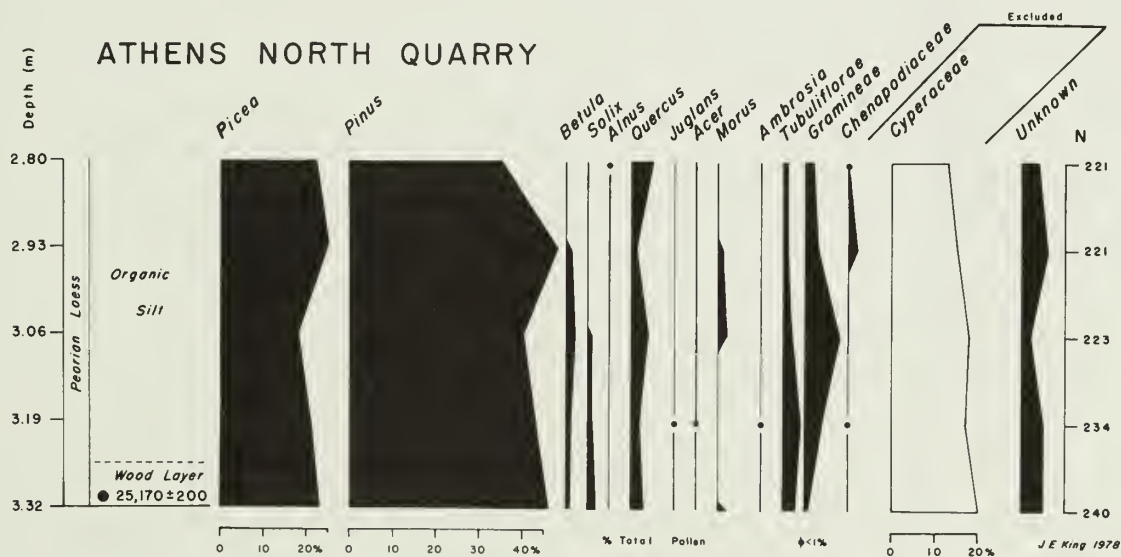 Excluded
ATHENS NORTH QUARRY
Depth (m)
Picea
Pinus
Betula
Solix
Alnus
Quercus
Juglans
Acer
Morus
Ambrosia
Tubuliflorae
Gramineae
Chenapodiaceae
Cyperaceae
Unknown
N
2.80
221
2.93
221
Organic
Silt
Peorian Loess
3.06
223
3.19
234
Wood Layer
25,170±200
3.32
240
0 10 20%
0 10 20 40%
% Total Pollen
ϕ<1%
0 10 20%
J E King 1978